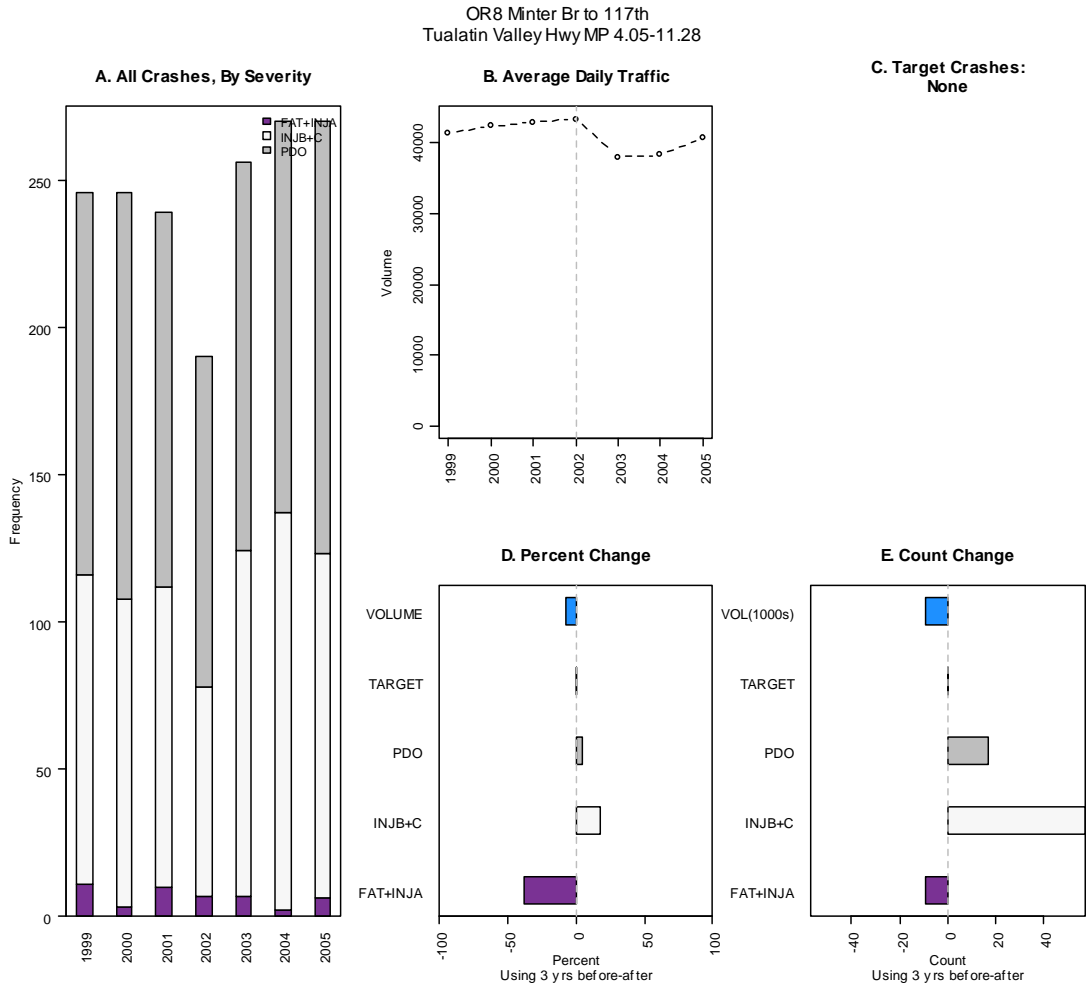 OR8 Minter Br to 117th
Tualatin Valley Hwy MP 4.05-11.28
A. All Crashes, By Severity
FAT+INJA
INJB+C
PDO
Frequency
0
50
100
150
200
250
1999
2000
2001
2002
2003
2004
2005
B. Average Daily Traffic
Volume
0
10000
20000
30000
40000
1999
2000
2001
2002
2003
2004
2005
C. Target Crashes:
None
D. Percent Change
VOLUME
TARGET
PDO
INJB+C
FAT+INJA
-100
-50
0
50
100
Percent
Using 3 yrs before-after
E. Count Change
VOL(1000s)
TARGET
PDO
INJB+C
FAT+INJA
-40
-20
0
20
40
Count
Using 3 yrs before-after